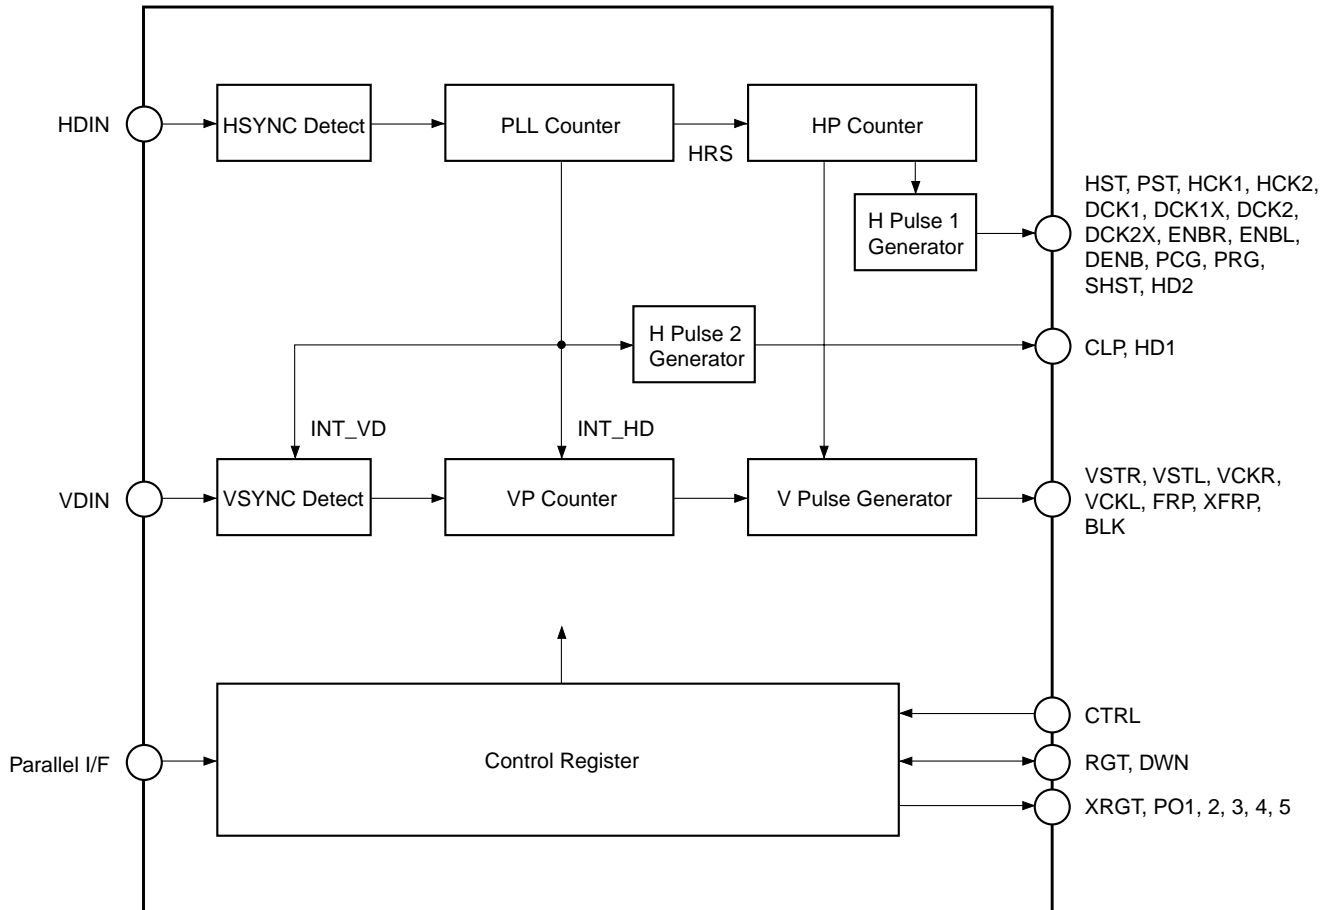 HDIN
HSYNC Detect
PLL Counter
HRS
HP Counter
H Pulse 1
Generator
HST, PST, HCK1, HCK2,
DCK1, DCK1X, DCK2,
DCK2X, ENBR, ENBL,
DENB, PCG, PRG,
SHST, HD2
H Pulse 2
Generator
CLP, HD1
INT_VD
INT_HD
VDIN
VSYNC Detect
VP Counter
V Pulse Generator
VSTR, VSTL, VCKR,
VCKL, FRP, XFRP,
BLK
Parallel I/F
Control Register
CTRL
RGT, DWN
XRGT, PO1, 2, 3, 4, 5